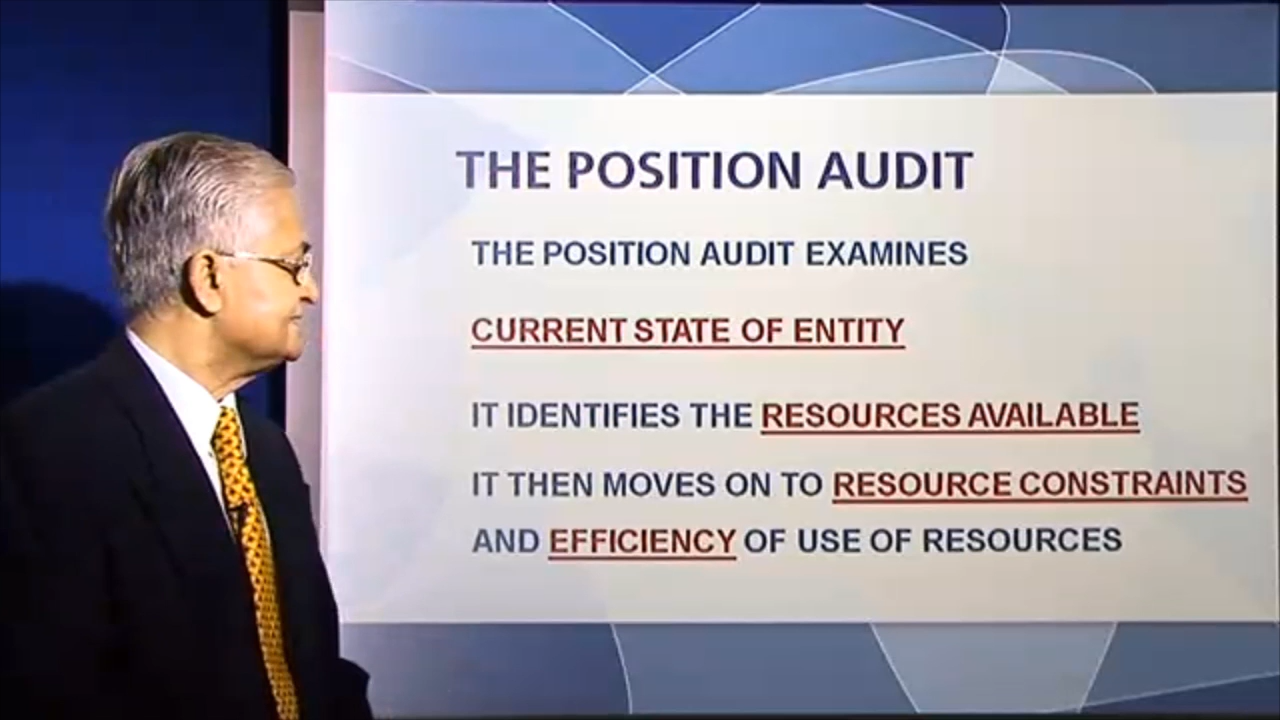 THE POSITION AUDIT
THE POSITION AUDIT EXAMINES
CURRENT STATE OF ENTITY
IT IDENTIFIES THE RESOURCES AVAILABLE
IT THEN MOVES ON TO RESOURCE CONSTRAINTS
AND EFFICIENCY OF USE OF RESOURCES